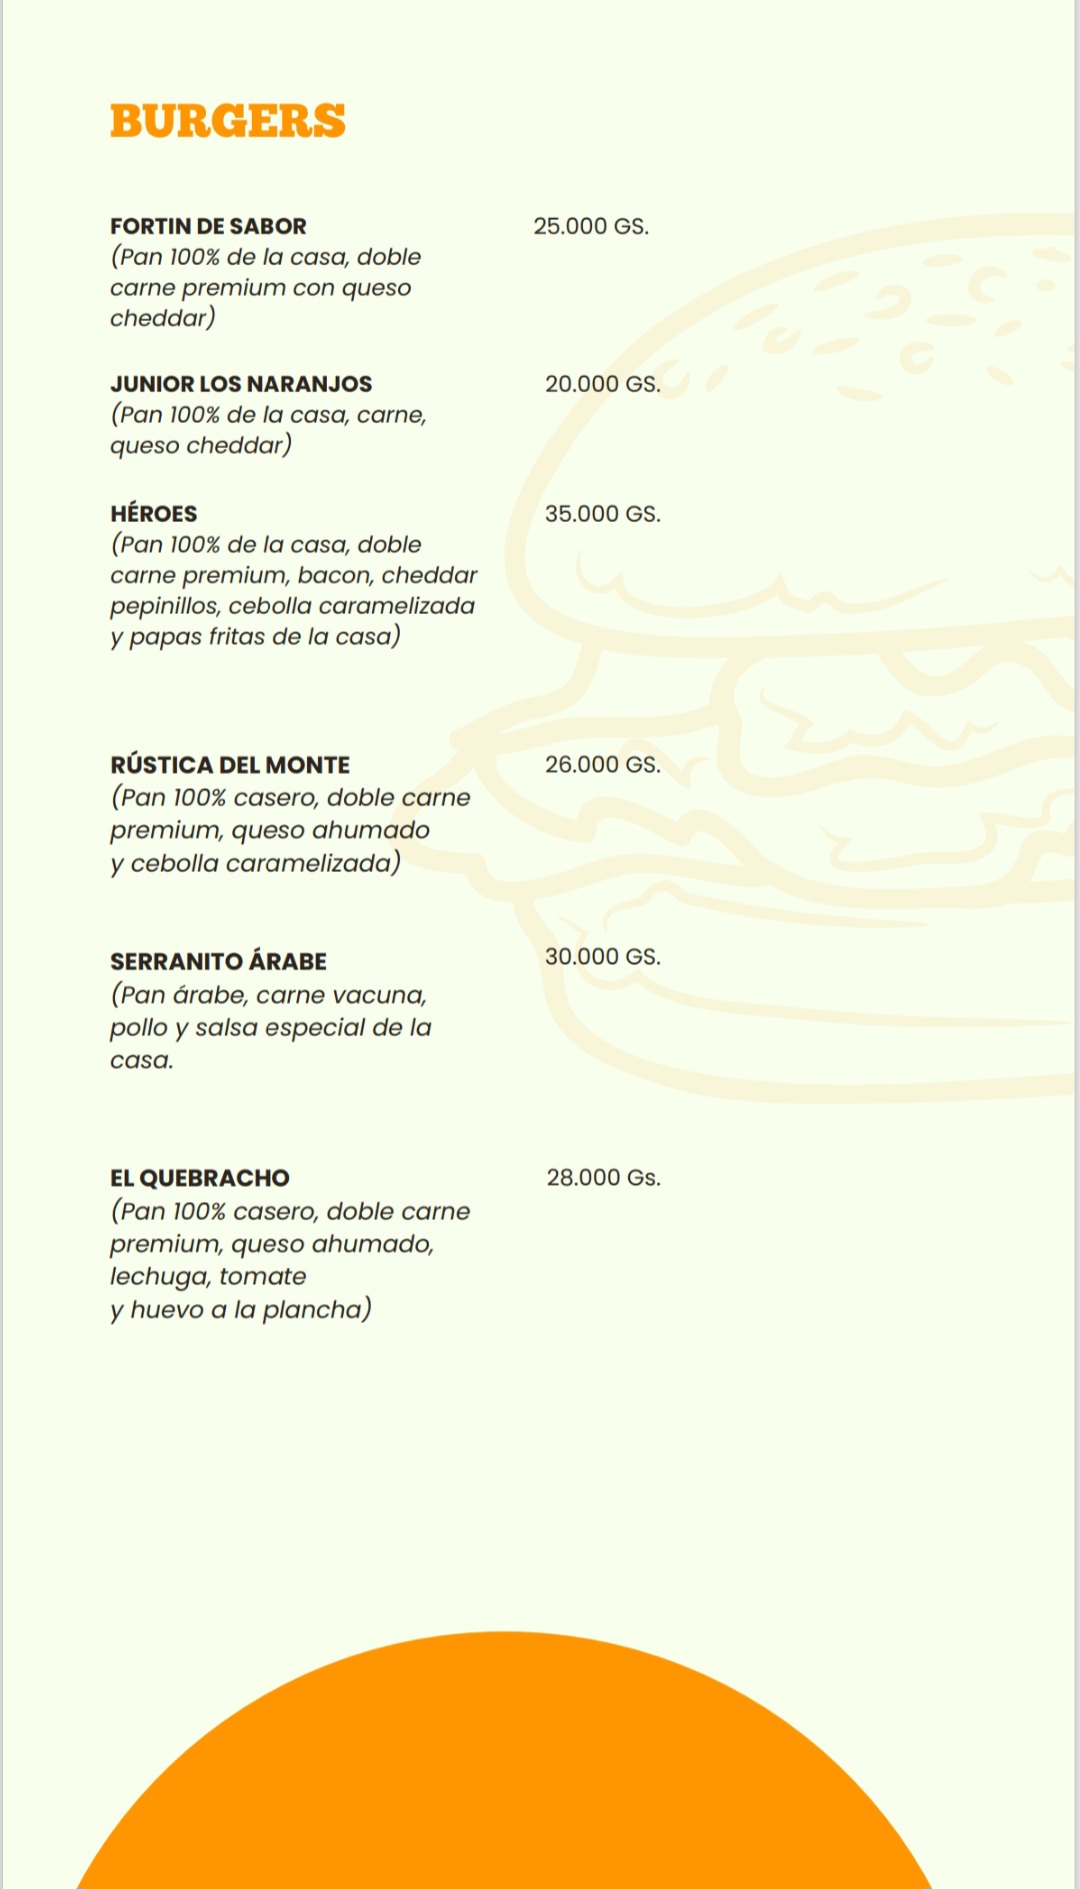 BURGERS
FORTIN DE SABOR 25.000 GS.
(Pan 100% de la casa, doble
carne premium con queso
cheddar)
JUNIOR LOS NARANJOS 20.000 GS.
(Pan 100% de la casa, carne,
queso cheddar)
HÉROES 35.000 GS.
(Pan 100% de la casa, doble
carne premium, bacon, cheddar
pepinillos, cebolla caramelizada
y papas fritas de la casa)
RÚSTICA DEL MONTE 26.000 GS.
(Pan 100% casero, doble carne
premium, queso ahumado
y cebolla caramelizada)
SERRANITO ÁRABE 30.000 GS.
(Pan árabe, carne vacuna,
pollo y salsa especial de la
casa.
EL QUEBRACHO 28.000 Gs.
(Pan 100% casero, doble carne
premium, queso ahumado,
lechuga, tomate
y huevo a la plancha)